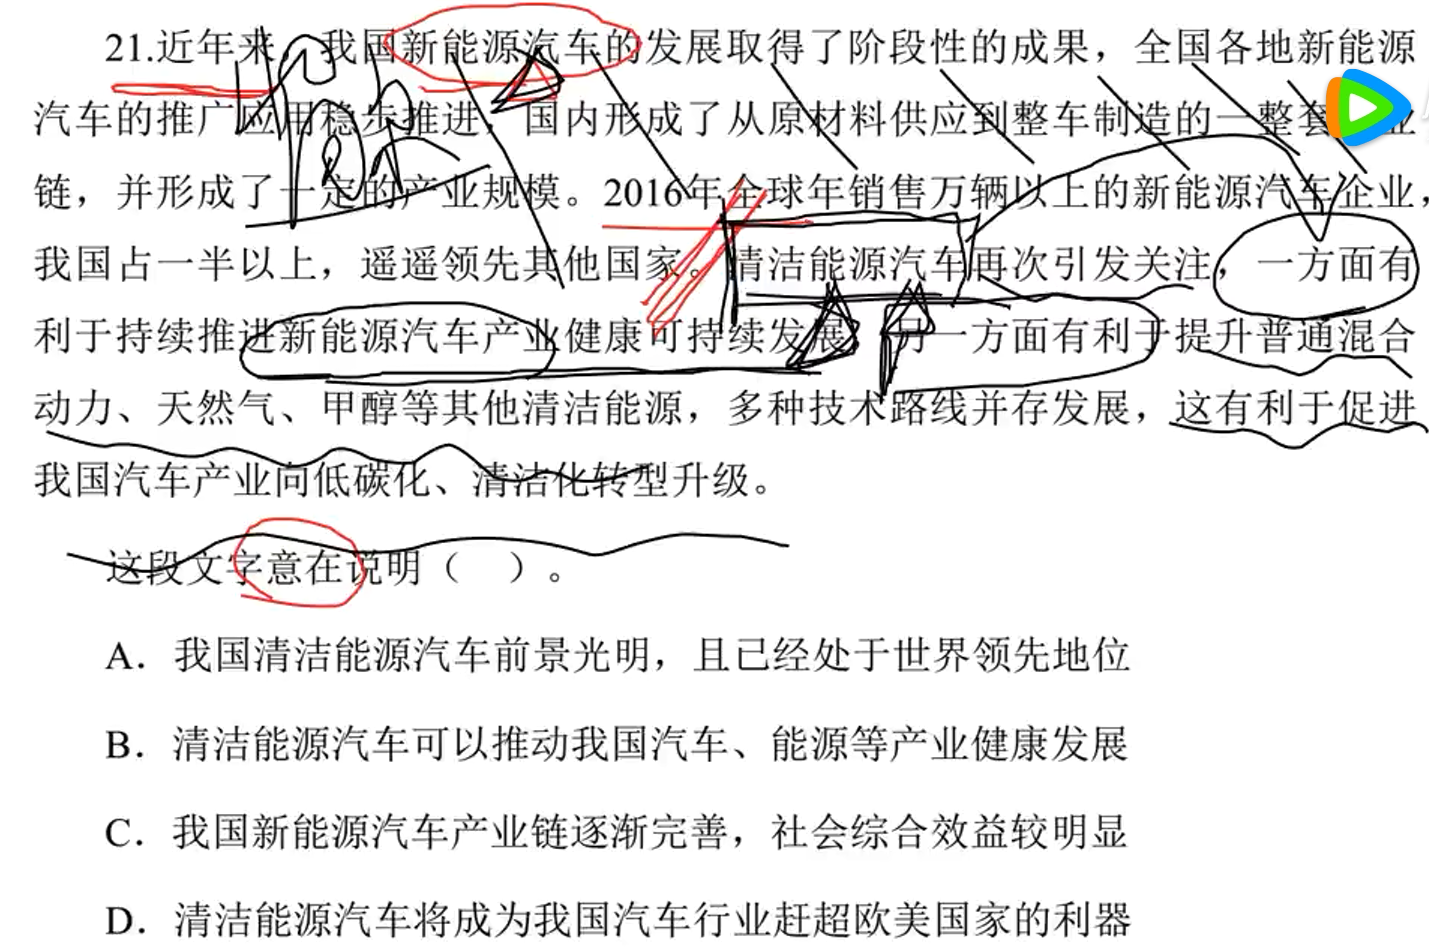 21.近年来，我国新能源汽车的发展取得了阶段性的成果，全国各地新能源
汽车的推广应用稳步推进，国内形成了从原材料供应到整车制造的一整套业
链，并形成了一定的产业规模。2016年全球年销售万辆以上的新能源汽车企业，
我国占一半以上，遥遥领先其他国家。清洁能源汽车再次引发关注，一方面有
利于持续推进新能源汽车产业健康可持续发展，另一方面有利于提升普通混合
动力、天然气、甲醇等其他清洁能源，多种技术路线并存发展，这有利于促进
我国汽车产业向低碳化、清洁化转型升级。
这段文字意在说明（ ）。
A．我国清洁能源汽车前景光明，且已经处于世界领先地位
B．清洁能源汽车可以推动我国汽车、能源等产业健康发展
C．我国新能源汽车产业链逐渐完善，社会综合效益较明显
D．清洁能源汽车将成为我国汽车行业赶超欧美国家的利器